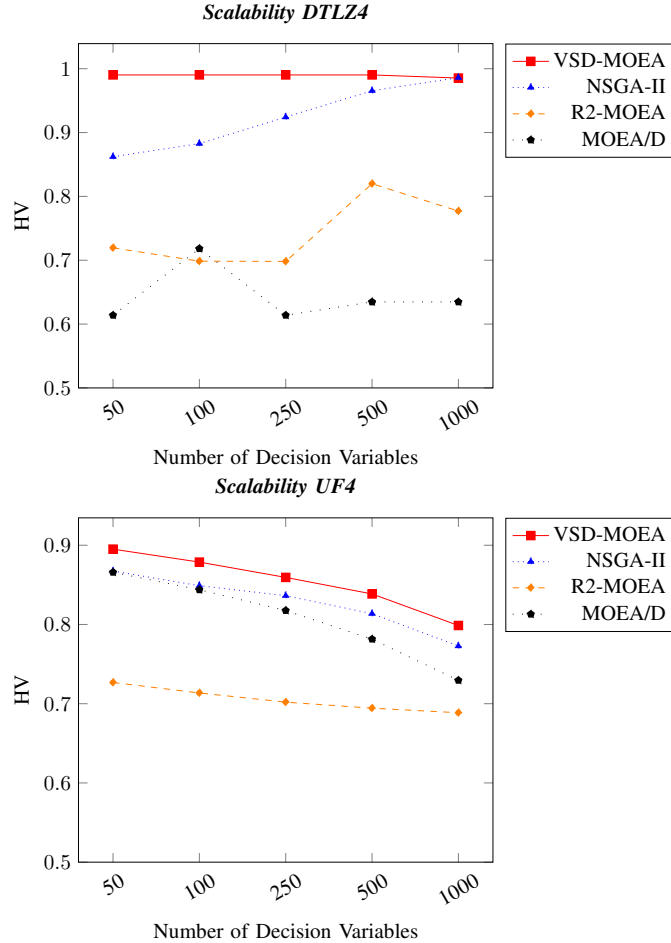 Scalability DTLZ4
1
0.9
0.8
0.7
0.6
0.5
HV
50
100
250
500
1000
Number of Decision Variables
VSD-MOEA
NSGA-II
R2-MOEA
MOEA/D
Scalability UF4
0.9
0.8
0.7
0.6
0.5
HV
50
100
250
500
1000
Number of Decision Variables
VSD-MOEA
NSGA-II
R2-MOEA
MOEA/D